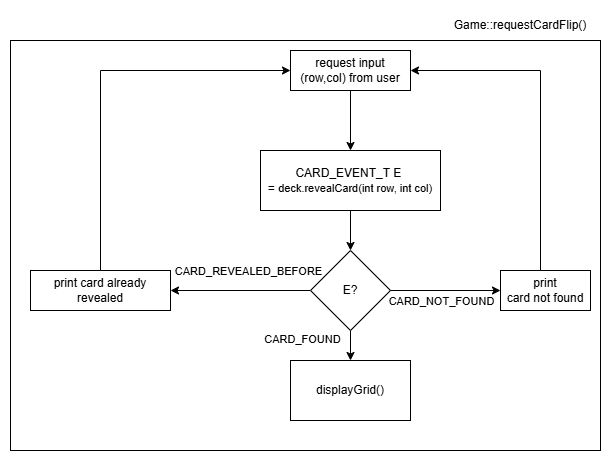 Game::requestCardFlip()
request input
(row,col) from user
CARD_EVENT_T E
= deck.revealCard(int row, int col)
CARD_REVEALED_BEFORE
E?
CARD_NOT_FOUND
print card already
revealed
print
card not found
CARD_FOUND
displayGrid()